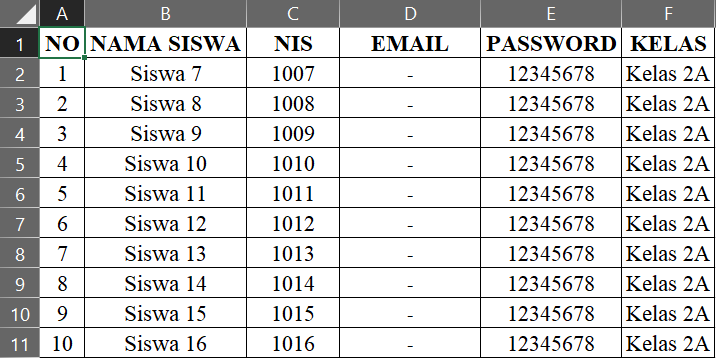 A B C D E F
1 NO NAMA SISWA NIS EMAIL PASSWORD KELAS
2 1 Siswa 7 1007 - 12345678 Kelas 2A
3 2 Siswa 8 1008 - 12345678 Kelas 2A
4 3 Siswa 9 1009 - 12345678 Kelas 2A
5 4 Siswa 10 1010 - 12345678 Kelas 2A
6 5 Siswa 11 1011 - 12345678 Kelas 2A
7 6 Siswa 12 1012 - 12345678 Kelas 2A
8 7 Siswa 13 1013 - 12345678 Kelas 2A
9 8 Siswa 14 1014 - 12345678 Kelas 2A
10 9 Siswa 15 1015 - 12345678 Kelas 2A
11 10 Siswa 16 1016 - 12345678 Kelas 2A